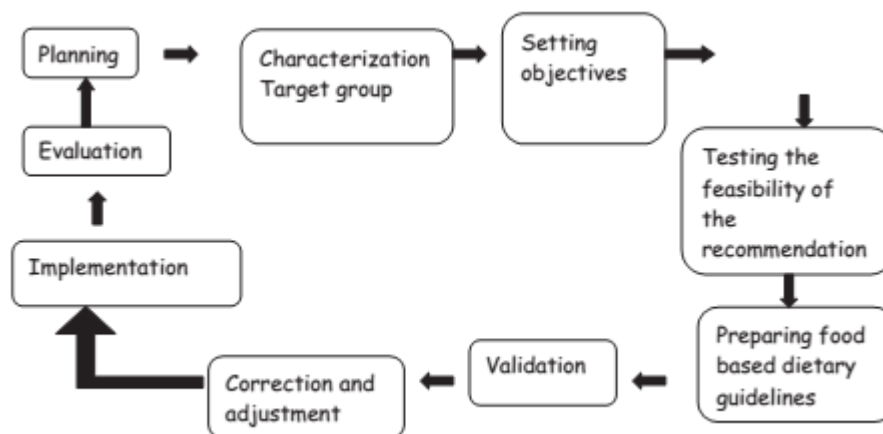 Planning
Characterization
Target group
Setting
objectives
Testing the
feasibility of
the
recommendation
Preparing food
based dietary
guidelines
Validation
Correction and
adjustment
Implementation
Evaluation